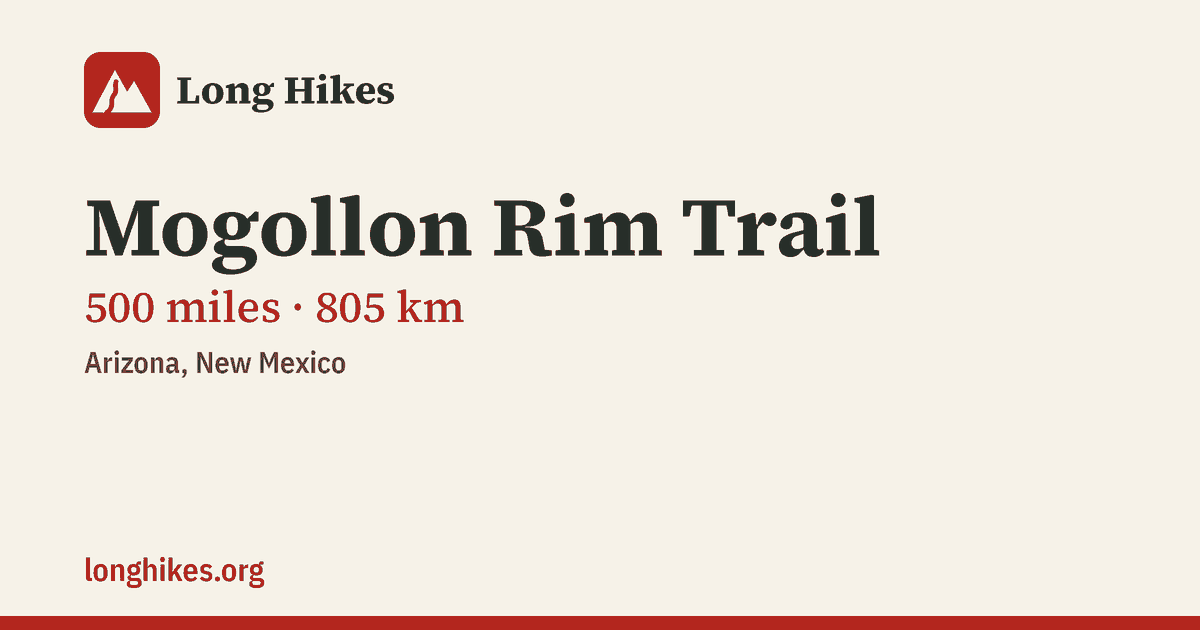 Long Hikes
Mogollon Rim Trail
500 miles · 805 km
Arizona, New Mexico
longhikes.org